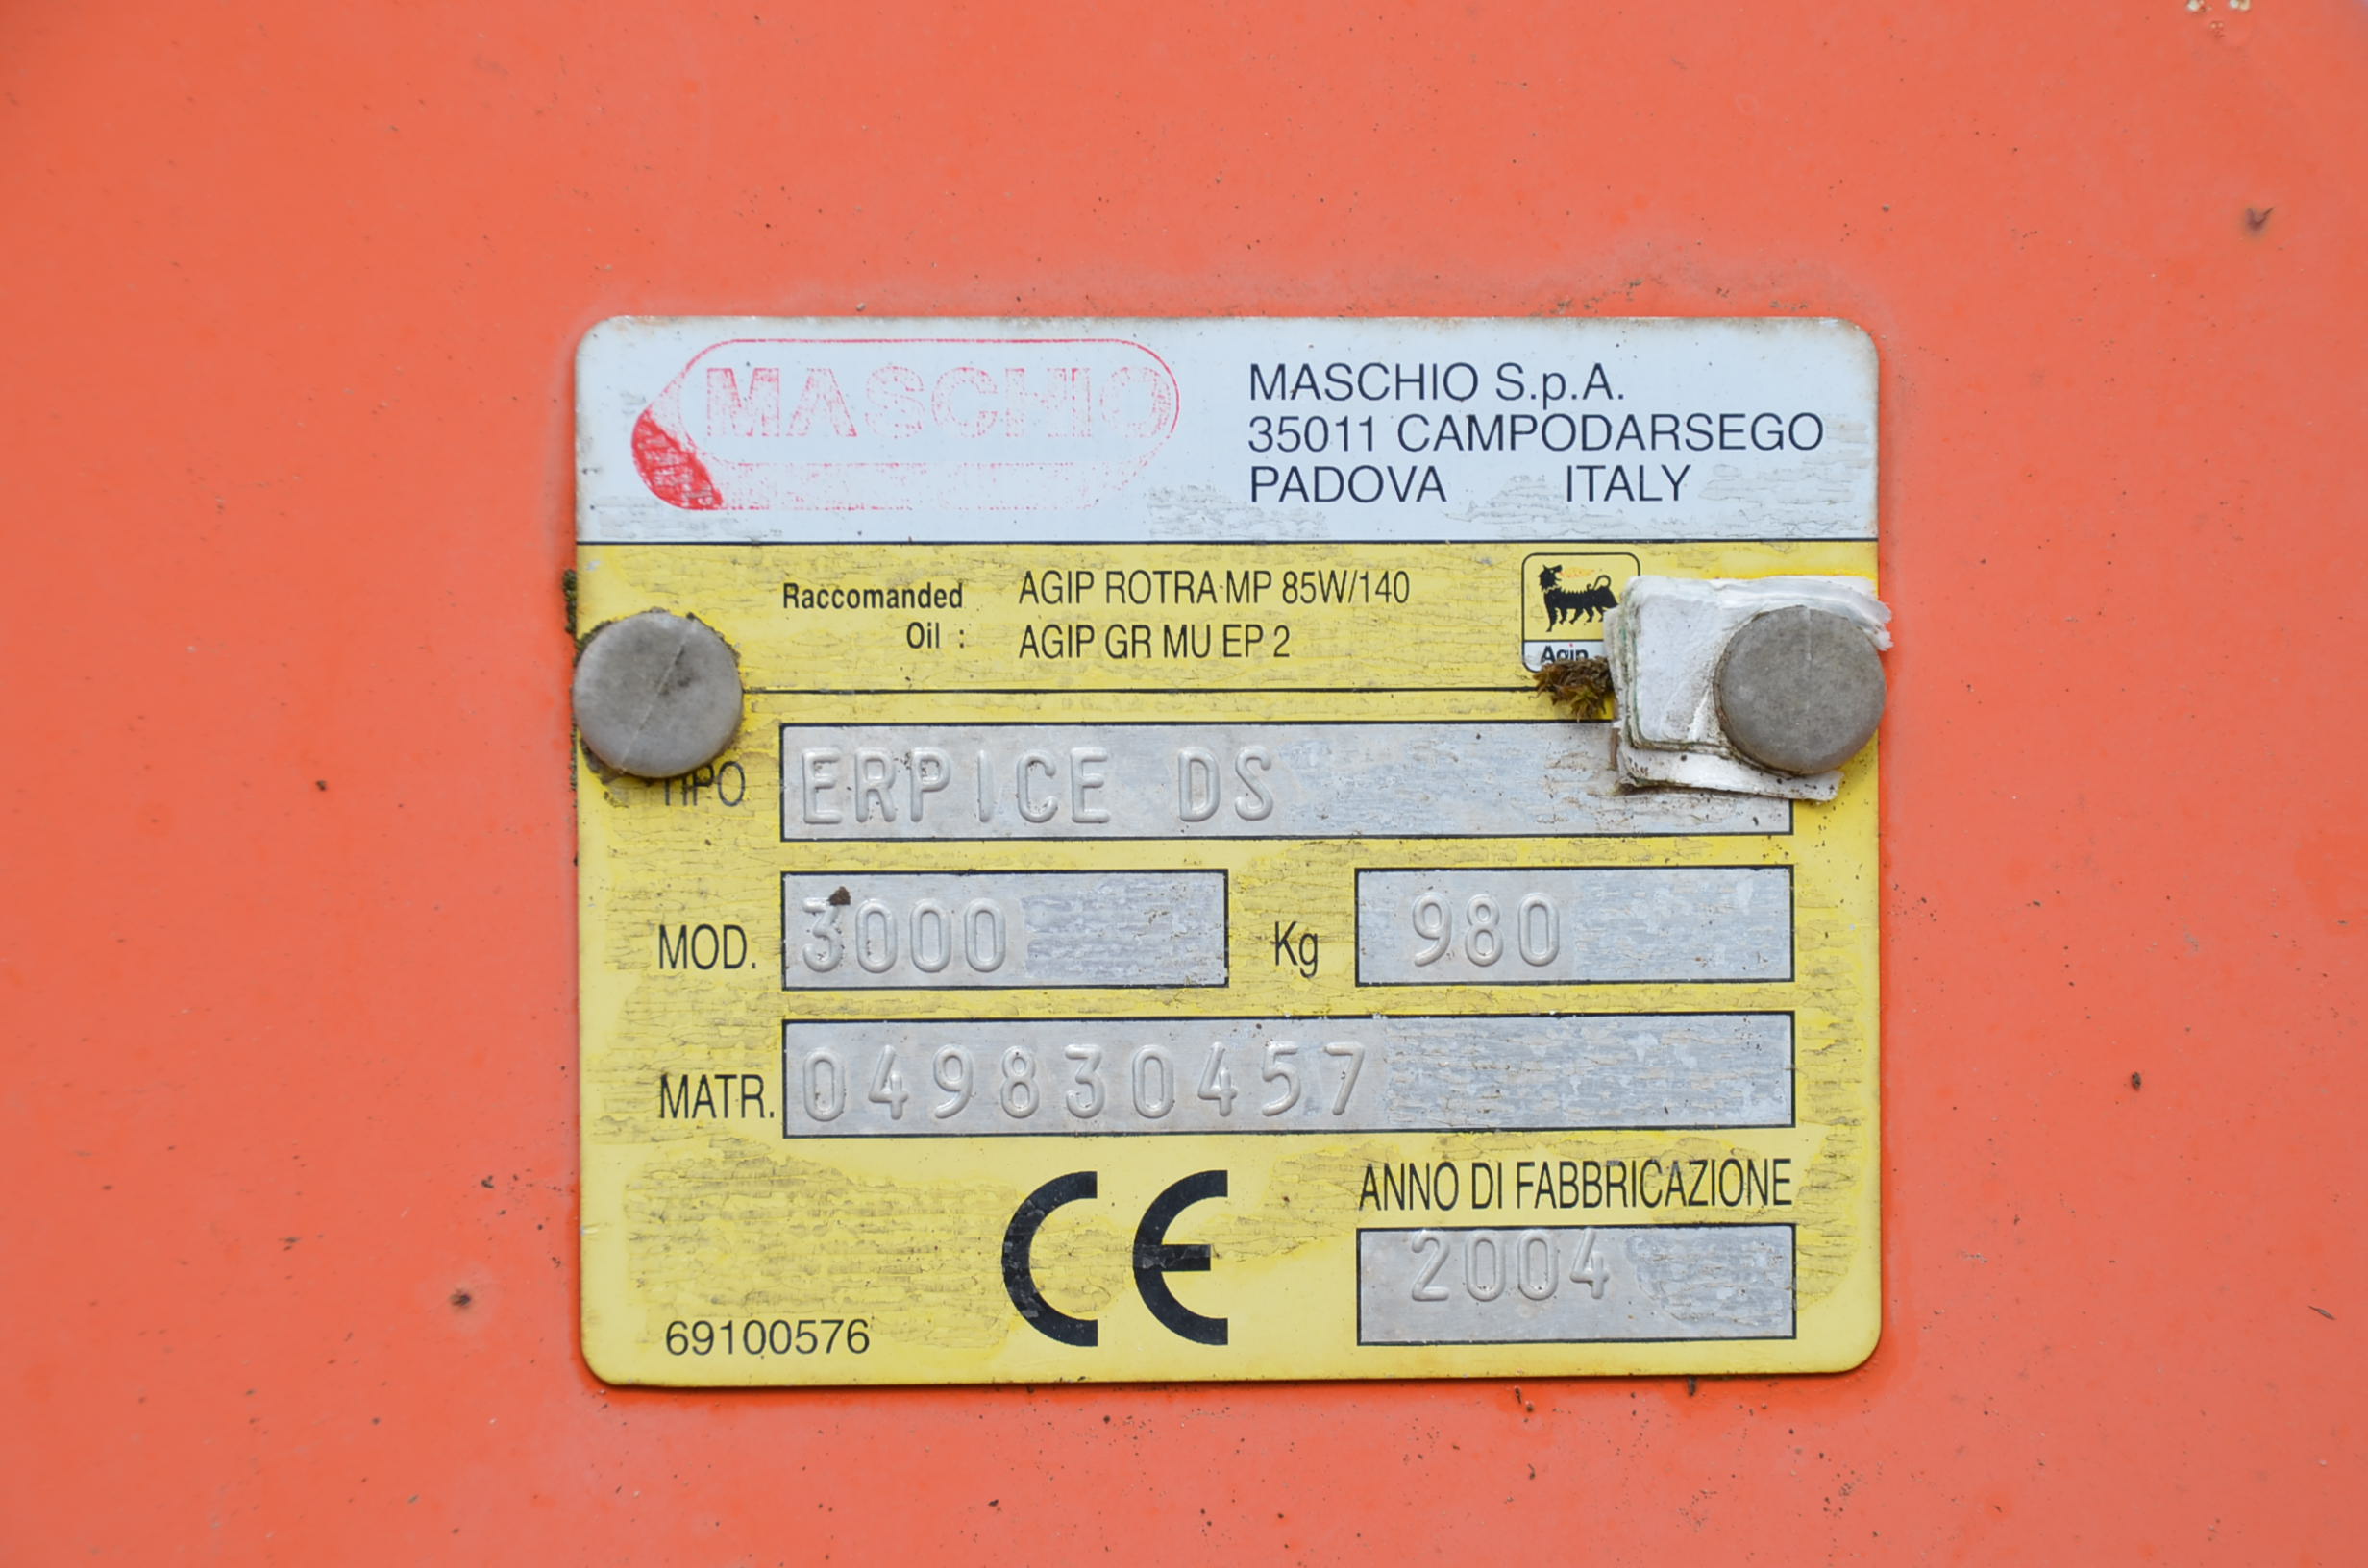 MASCHIO
MASCHIO S.p.A.
35011 CAMPODARSEGO
PADOVA ITALY
Raccomanded Oil : AGIP ROTRA MP 85W/140
AGIP GR MU EP 2
Agip
TIPO ERPICE DS
MOD. 3000 Kg 980
MATR. 049830457
CE
ANNO DI FABBRICAZIONE
2004
69100576